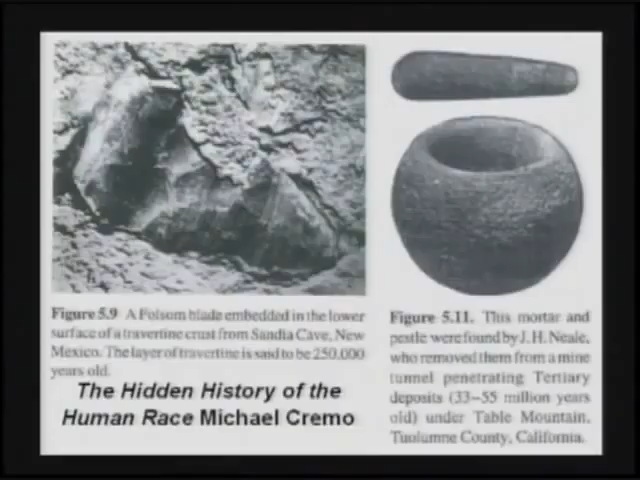 Figure 5.9 A Folsom blade embedded in the lower
surface of a travertine crust from Sandia Cave, New
Mexico. The layer of travertine is said to be 250,000
years old.
The Hidden History of the
Human Race Michael Cremo
Figure 5.11. This mortar and
pestle were found by J. H. Neale,
who removed them from a mine
tunnel penetrating Tertiary
deposits (33–55 million years
old) under Table Mountain,
Tuolumne County, California.